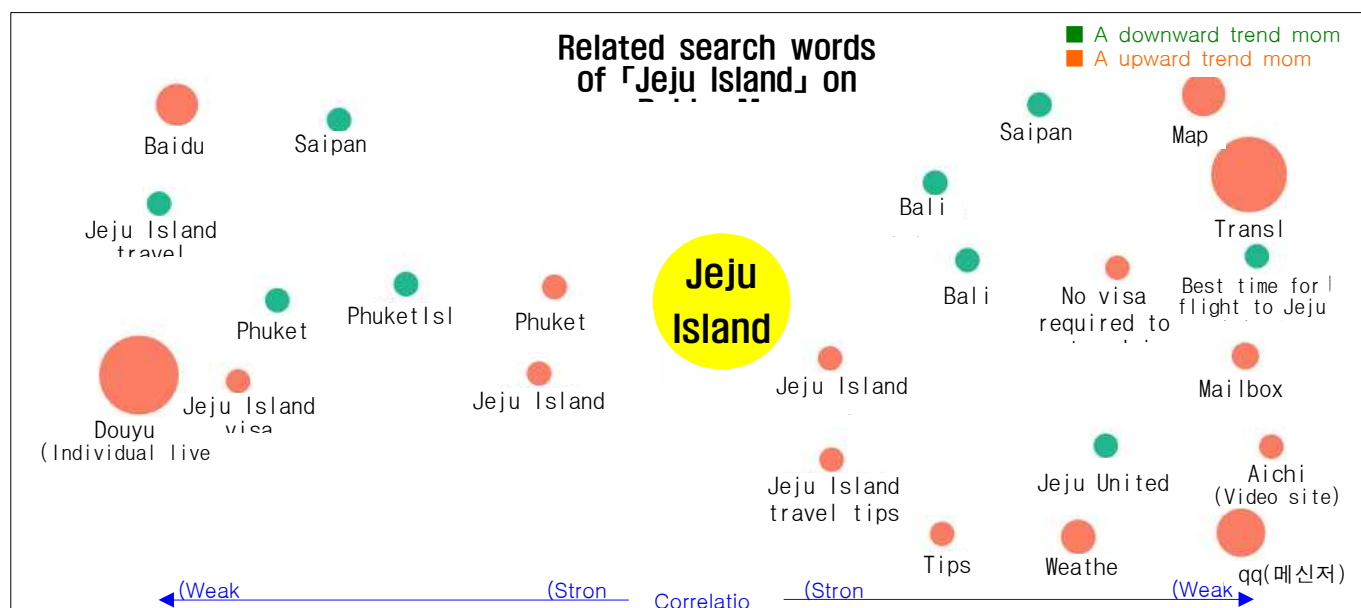 Related search words
of「Jeju Island」on
A downward trend mom
A upward trend mom
Baidu
Saipan
Saipan
Map
Jeju Island
travel
Bali
Transl
Phuket
PhuketIsl
Phuket
Jeju
Island
Bali
No visa
required to
Best time for
flight to Jeju
Douyu
(Individual live
Jeju Island
visa
Jeju Island
Jeju Island
Mailbox
Jeju Island
travel tips
Jeju United
Aichi
(Video site)
Tips
Weathe
qq(메신저)
(Weak
(Stron
Correlatio
(Stron
(Weak